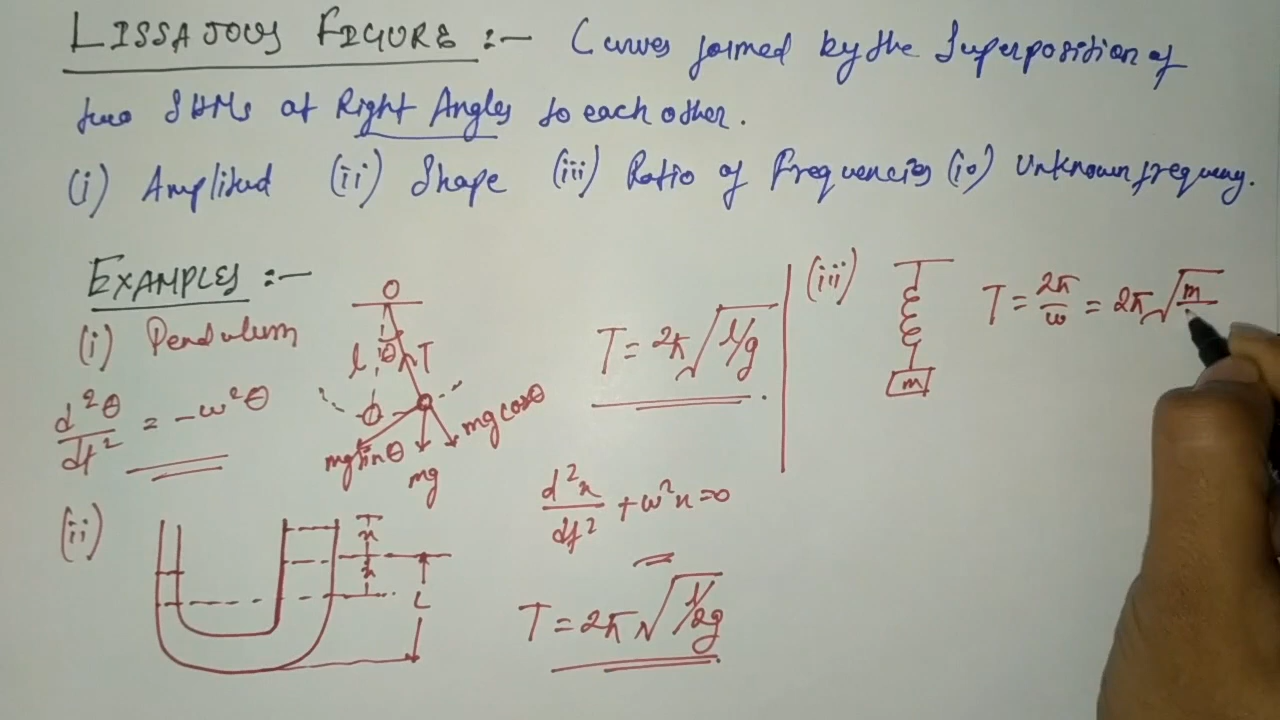 LISSAJOUS FIGURE :- Curves formed by the Superposition of
two SHMs at Right Angles to each other.
(i) Amplitud (ii) Shape (iii) Ratio of Frequencies (iv) Unknown frequency.
EXAMPLES :-
(i) Pendulum
d²θ/dt² = -ω²θ
l θ T
mg sinθ
mg
mg cosθ
T = 2π√(l/g)
(ii)
x
x
L
d²x/dt² + ω²x = 0
T = 2π√(l/2g)
(iii)
m
T = 2π/ω = 2π√m